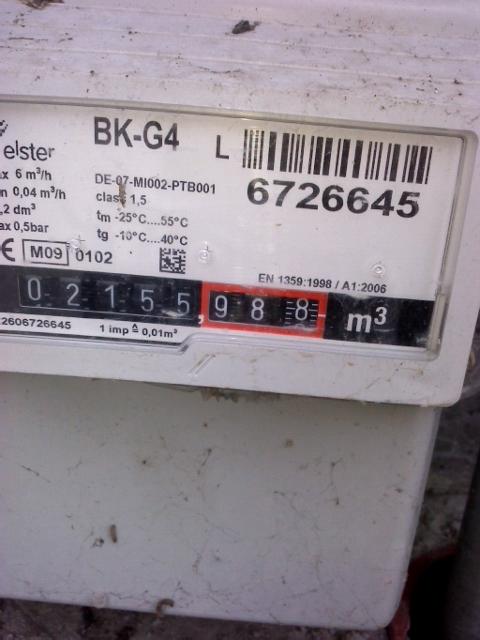 elster
BK-G4
L
6726645
6 m³/h
0,04 m³/h
2 dm³
0,5bar
DE-07-MI002-PTB001
class 1,5
tm -25°C....55°C
tg -10°C....40°C
CE M09 0102
EN 1359:1998 / A1:2006
02155,988 m³
2606726645
1 imp ≙ 0,01m³